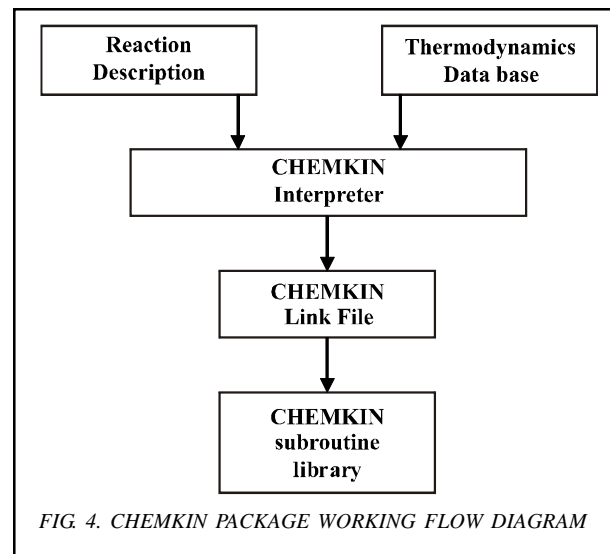 Reaction
Description
Thermodynamics
Data base
CHEMKIN
Interpreter
CHEMKIN
Link File
CHEMKIN
subroutine
library
FIG. 4. CHEMKIN PACKAGE WORKING FLOW DIAGRAM